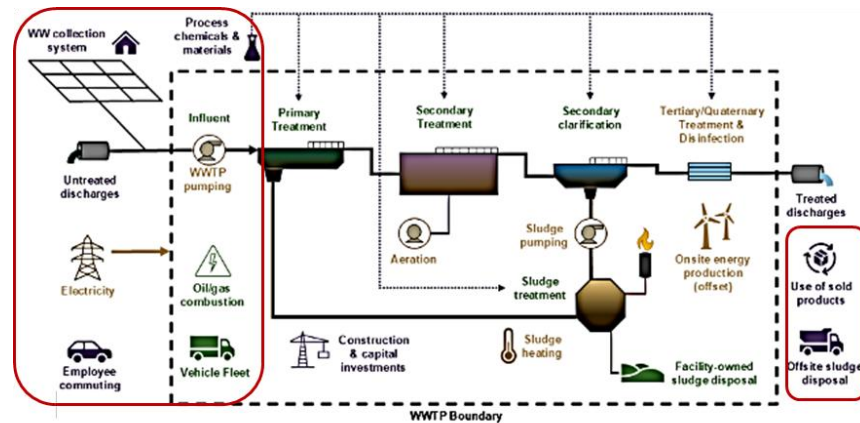 WW collection
system
Process
chemicals &
materials
Influent
Primary
Treatment
Secondary
Treatment
Secondary
clarification
Tertiary/Quaternary
Treatment &
Disinfection
WWTP
pumping
Untreated
discharges
Treated
discharges
Aeration
Sludge
pumping
Onsite energy
production
(offset)
Electricity
Oil/gas
combustion
Sludge
treatment
Use of sold
products
Employee
commuting
Vehicle Fleet
Construction
& capital
investments
Sludge
heating
Facility-owned
sludge disposal
Offsite sludge
disposal
WWTP Boundary